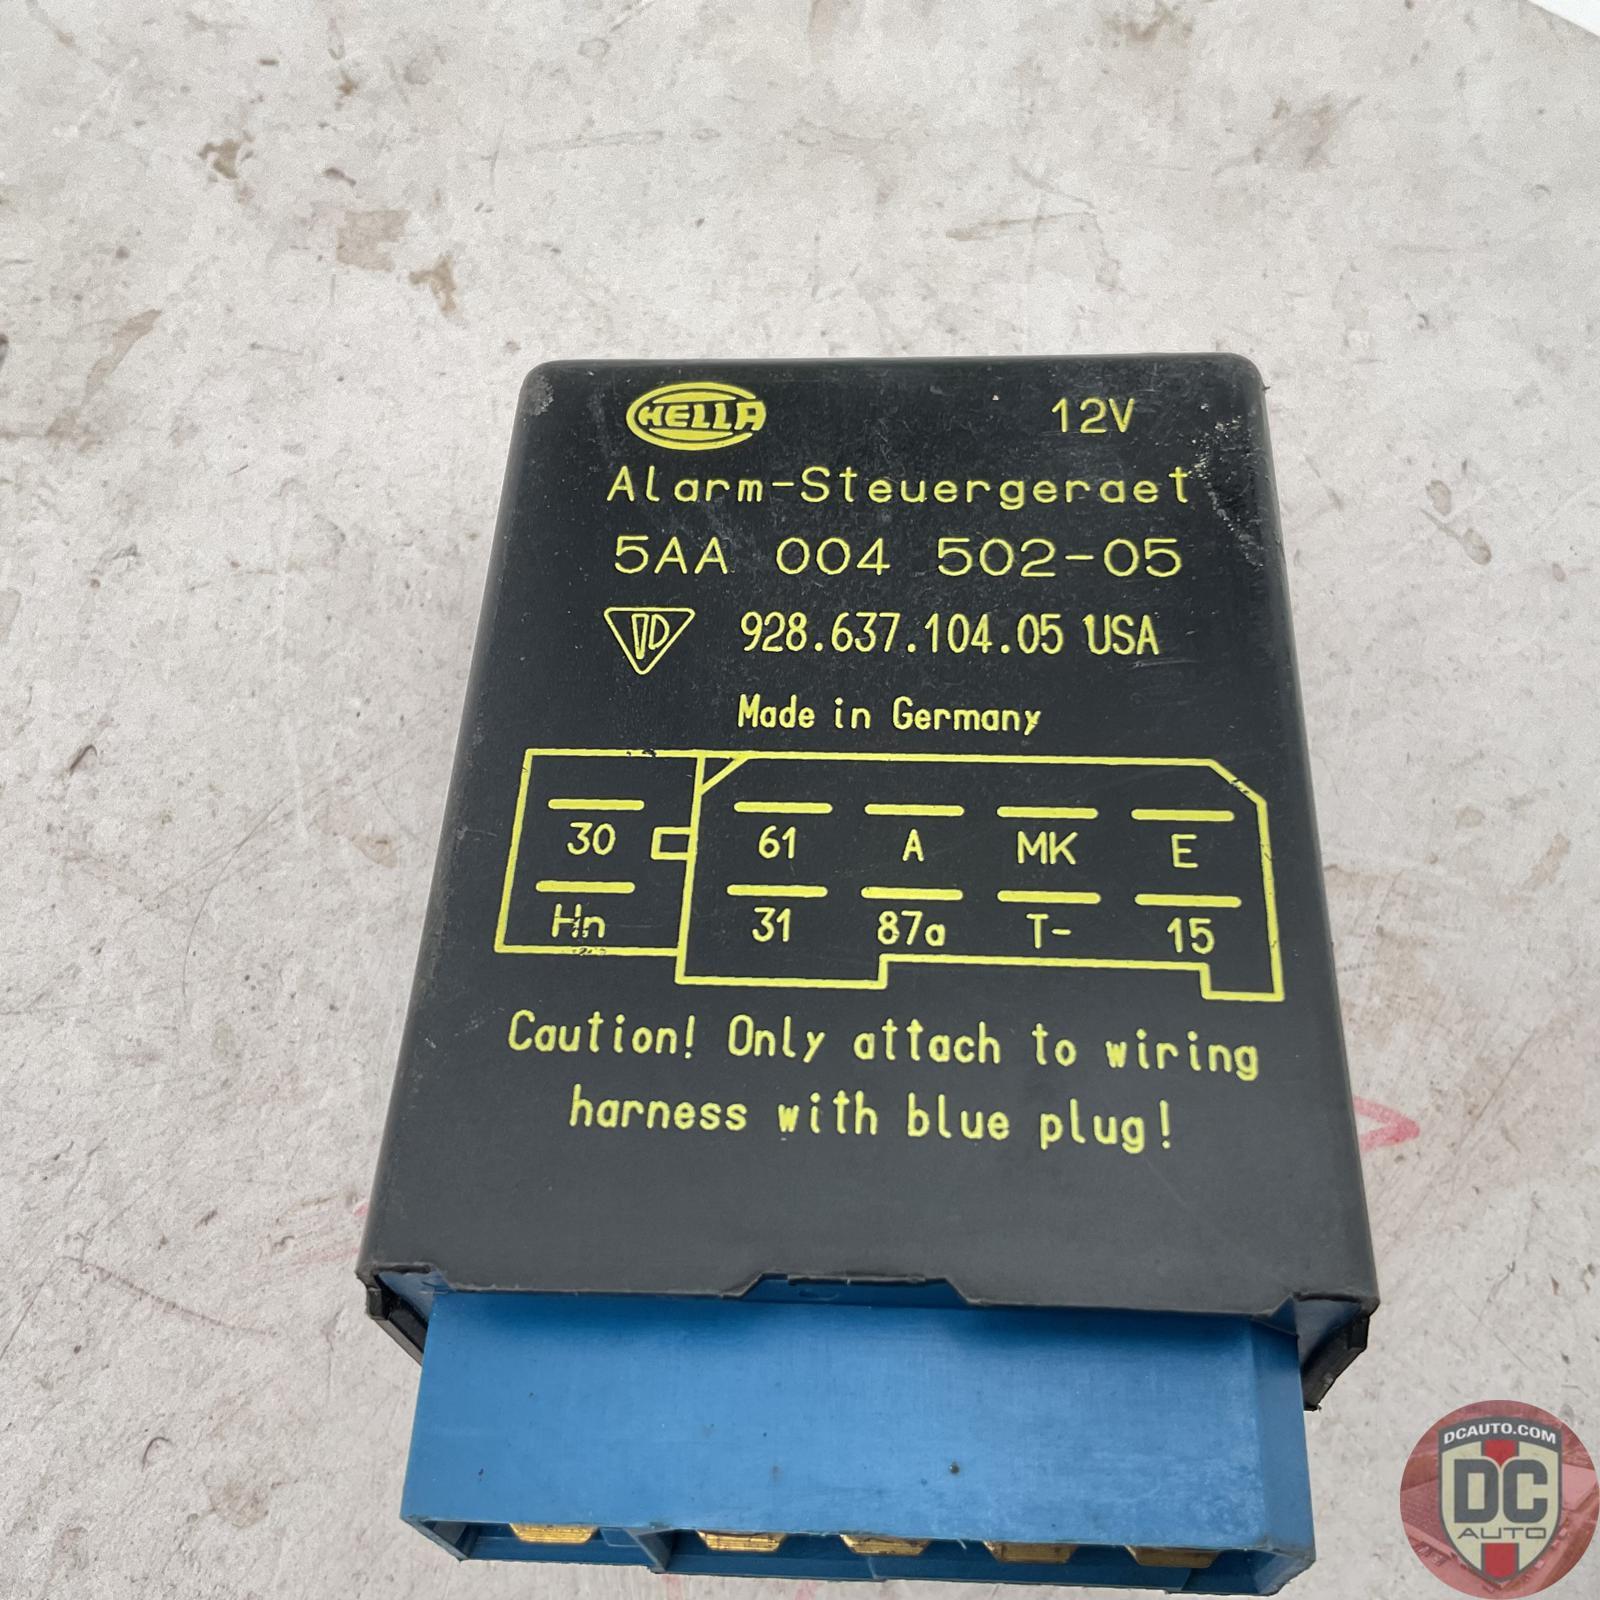 HELLA 12V
Alarm-Steuergeraet
5AA 004 502-05
928.637.104.05 USA
Made in Germany
30 61 A MK E
Hn 31 87a T- 15
Caution! Only attach to wiring
harness with blue plug!
DCAUTO.COM
DC
AUTO